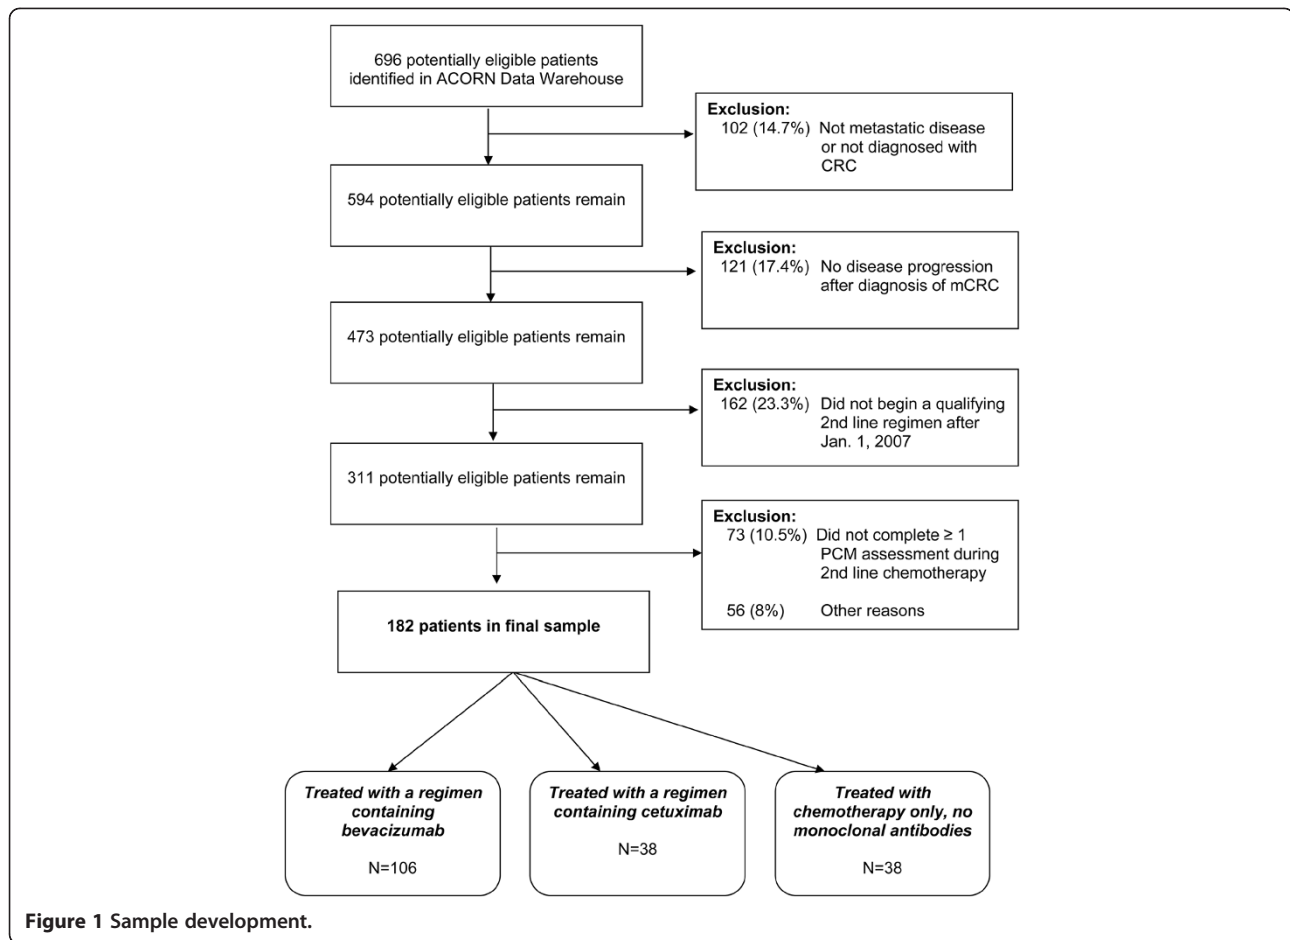 696 potentially eligible patients
identified in ACORN Data Warehouse
Exclusion:
102 (14.7%) Not metastatic disease
or not diagnosed with
CRC
594 potentially eligible patients remain
Exclusion:
121 (17.4%) No disease progression
after diagnosis of mCRC
473 potentially eligible patients remain
Exclusion:
162 (23.3%) Did not begin a qualifying
2nd line regimen after
Jan. 1, 2007
311 potentially eligible patients remain
Exclusion:
73 (10.5%) Did not complete ≥ 1
PCM assessment during
2nd line chemotherapy
56 (8%) Other reasons
182 patients in final sample
Treated with a regimen
containing
bevacizumab
N=106
Treated with a regimen
containing cetuximab
N=38
Treated with
chemotherapy only, no
monoclonal antibodies
N=38
Figure 1 Sample development.